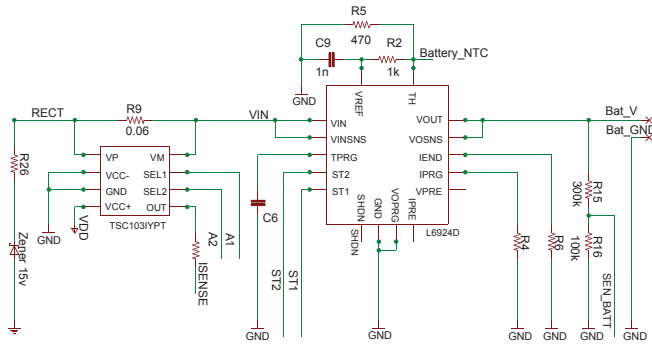 R5
470
C9
R2
Battery_NTC
1n
1k
GND
VREF
TH
RECT
R9
0.06
VIN
VIN
VINSNS
TPRG
ST2
ST1
VOUT
VOSNS
IEND
IPRG
VPRE
SHDN
GND
VOPRG
IPRE
L6924D
SHDN
Bat_V
Bat_GND
R26
Zener 15v
VP
VCC-
GND
VCC+
VM
SEL1
SEL2
OUT
TSC103IYPT
GND
VDD
A2
A1
ISENSE
C6
ST2
ST1
R4
R6
R15
300k
R16
100k
SEN_BATT
GND
GND
GND
GND
GND
GND